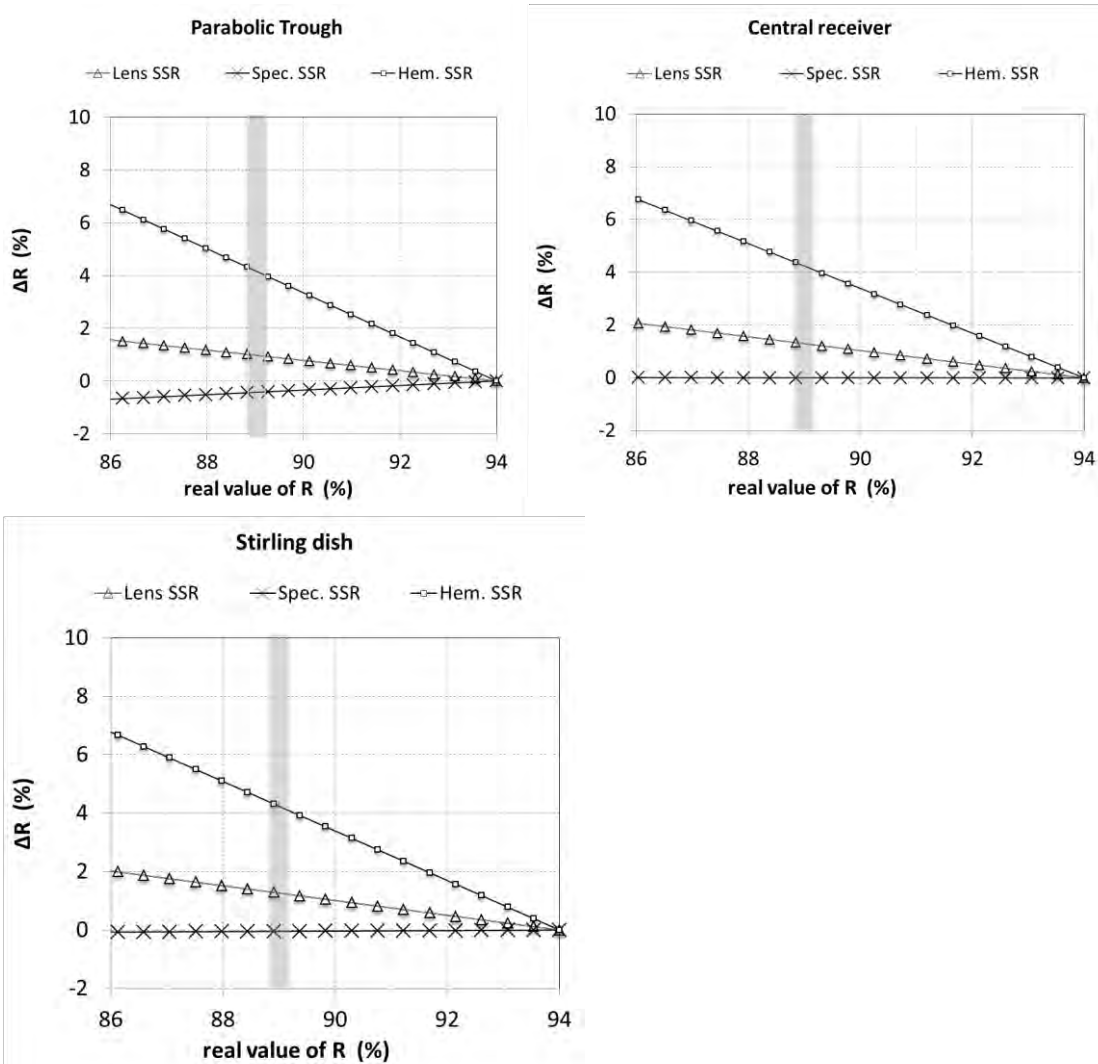 Parabolic Trough
Lens SSR Spec. SSR Hem. SSR
10
8
6
4
2
0
-2
ΔR (%)
86 88 90 92 94
real value of R (%)
Central receiver
Lens SSR Spec. SSR Hem. SSR
10
8
6
4
2
0
-2
ΔR (%)
86 88 90 92 94
real value of R (%)
Stirling dish
Lens SSR Spec. SSR Hem. SSR
10
8
6
4
2
0
-2
ΔR (%)
86 88 90 92 94
real value of R (%)